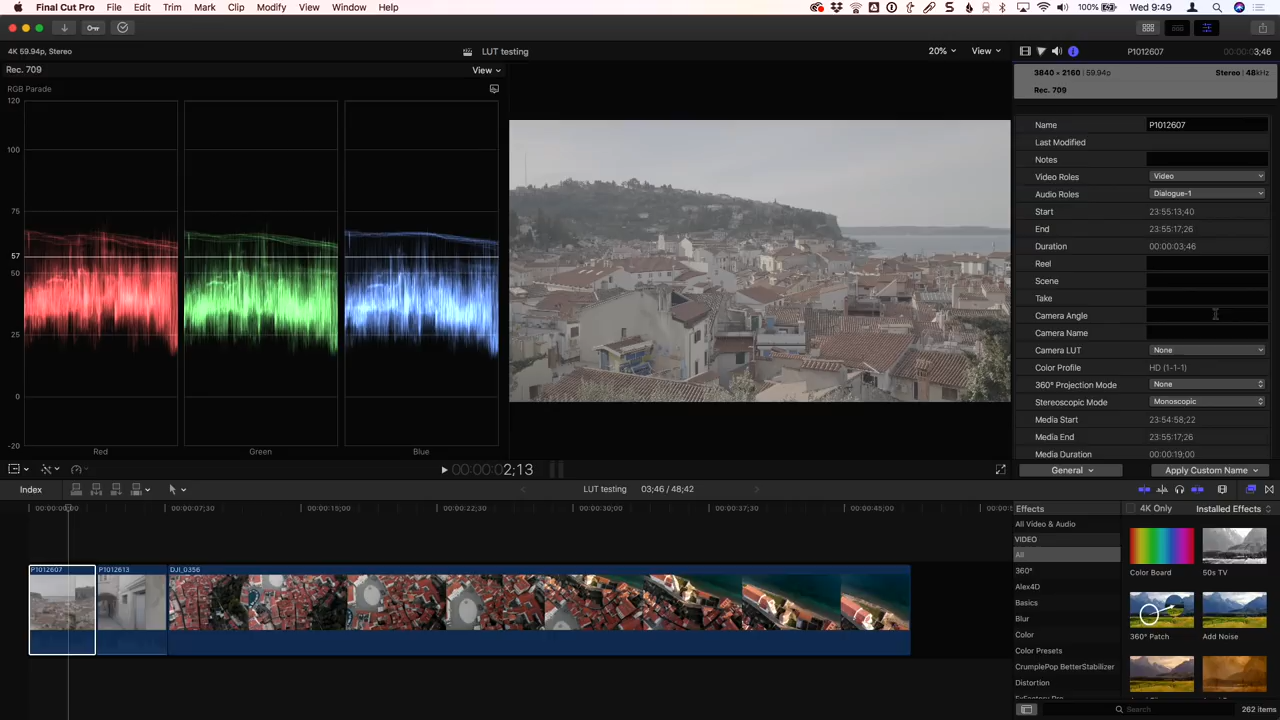 Final Cut Pro File Edit Trim Mark Clip Modify View Window Help 100% Wed 9:49
4K 59.94p, Stereo LUT testing 20% View P1012607 3;46
Rec. 709 View
RGB Parade
120
100
75
57
50
25
0
-20
Red Green Blue
3840 × 2160 | 59.94p Stereo | 48kHz
Rec. 709
Name P1012607
Last Modified
Notes
Video Roles Video
Audio Roles Dialogue-1
Start 23:55:13;40
End 23:55:17;26
Duration 00:00:03;46
Reel
Scene
Take
Camera Angle
Camera Name
Camera LUT None
Color Profile HD (1-1-1)
360° Projection Mode None
Stereoscopic Mode Monoscopic
Media Start 23:54:58;22
Media End 23:55:17;26
Media Duration 00:00:19;00
General Apply Custom Name
00:00:00:02;13
Index LUT testing 03;46 / 48;42
00:00:07;30 00:00:15;00 00:00:22;30 00:00:30;00 00:00:37;30 00:00:45;00
P1012607 P1012613 DJI_0356
Effects 4K Only Installed Effects
All Video & Audio
VIDEO
All
360°
Alex4D
Basics
Blur
Color
Color Presets
CrumplePop BetterStabilizer
Distortion
Color Board 50s TV
360° Patch Add Noise
Search 262 items